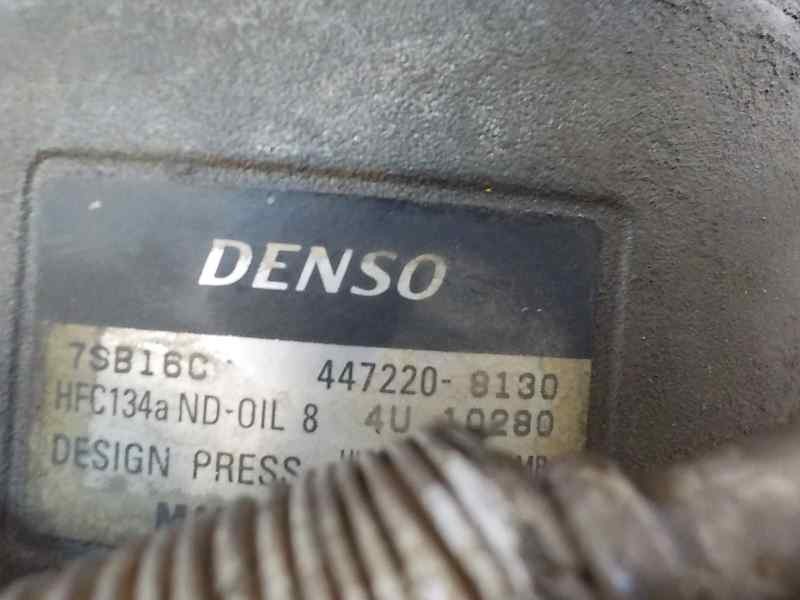 DENSO
7SB16C 447220-8130
HFC134a ND-OIL 8 4U 10280
DESIGN PRESS